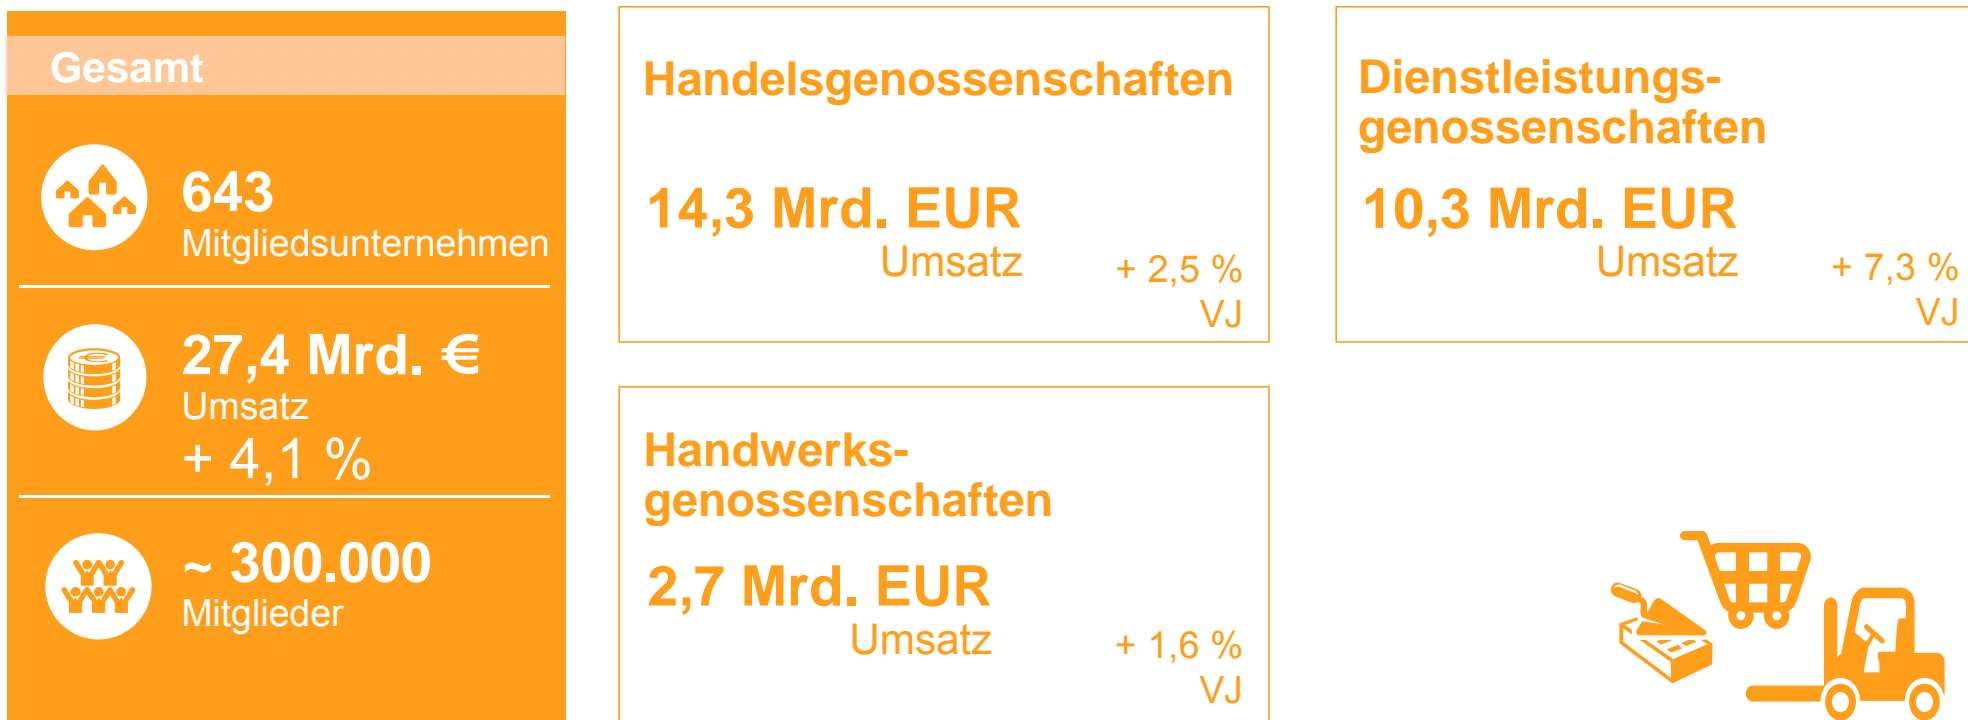 Gesamt
643
Mitgliedsunternehmen
27,4 Mrd. €
Umsatz
+ 4,1 %
~ 300.000
Mitglieder
Handelsgenossenschaften
14,3 Mrd. EUR
Umsatz
+ 2,5 %
VJ
Dienstleistungs-
genossenschaften
10,3 Mrd. EUR
Umsatz
+ 7,3 %
VJ
Handwerks-
genossenschaften
2,7 Mrd. EUR
Umsatz
+ 1,6 %
VJ